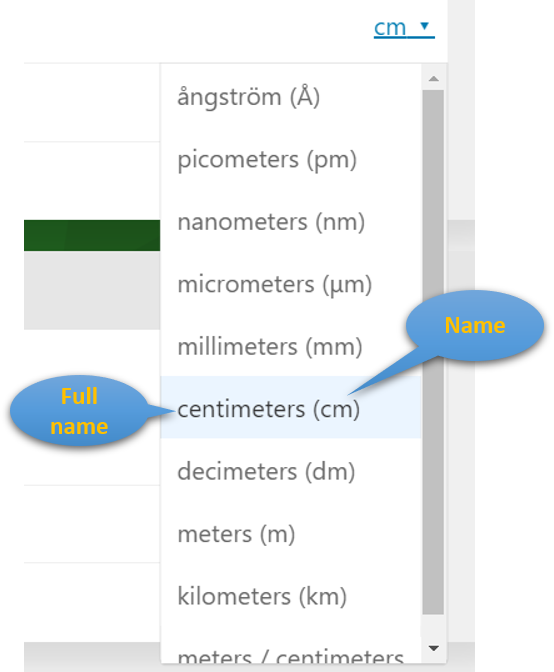 cm
ångström (Å)
picometers (pm)
nanometers (nm)
micrometers (µm)
Name
millimeters (mm)
Full
name
centimeters (cm)
decimeters (dm)
meters (m)
kilometers (km)
meters / centimeters